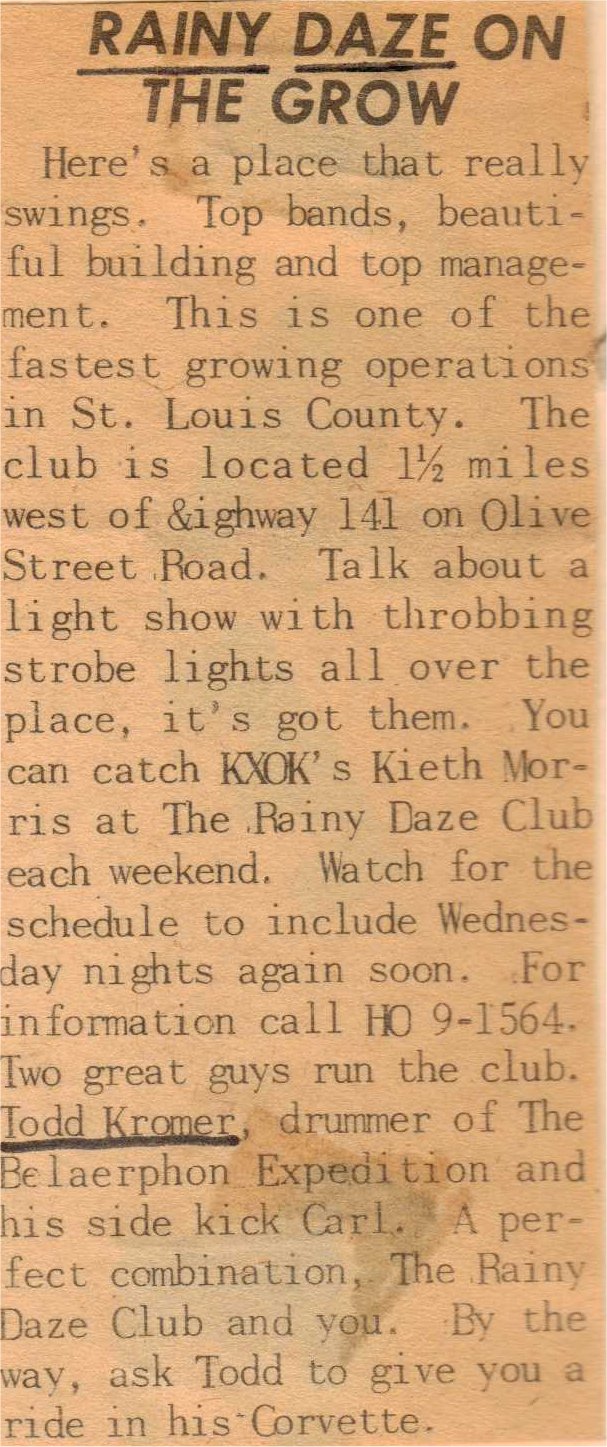 RAINY DAZE ON
THE GROW
Here's a place that really
swings. Top bands, beauti-
ful building and top manage-
ment. This is one of the
fastest growing operations
in St. Louis County. The
club is located 1½ miles
west of &ighway 141 on Olive
Street Road. Talk about a
light show with throbbing
strobe lights all over the
place, it's got them. You
can catch KXOK's Kieth Mor-
ris at The Rainy Daze Club
each weekend. Watch for the
schedule to include Wednes-
day nights again soon. For
information call HO 9-1564.
Two great guys run the club.
Todd Kromer, drummer of The
Belaerphon Expedition and
his side kick Carl. A per-
fect combination, The Rainy
Daze Club and you. By the
way, ask Todd to give you a
ride in his Corvette.